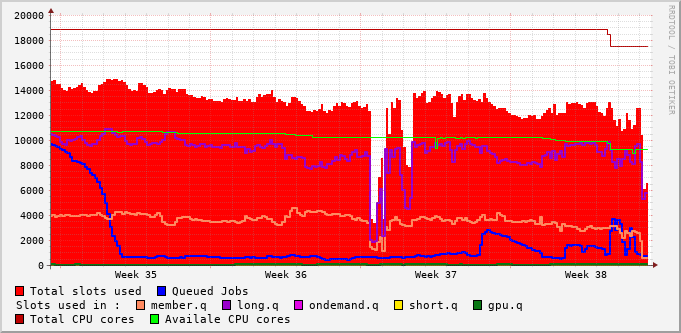 20000
18000
16000
14000
12000
10000
8000
6000
4000
2000
0
Week 35 Week 36 Week 37 Week 38
RRDTOOL / TOBI OETIKER
Total slots used Queued Jobs
Slots used in : member.q long.q ondemand.q short.q gpu.q
Total CPU cores Availale CPU cores